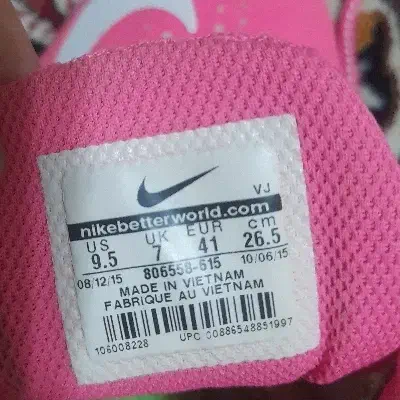 VJ
nikebetterworld.com
US UK EUR cm
9.5 7 41 26.5
08/12/15 806558-615 10/06/15
MADE IN VIETNAM
FABRIQUE AU VIETNAM
106008228 UPC 00886548851997